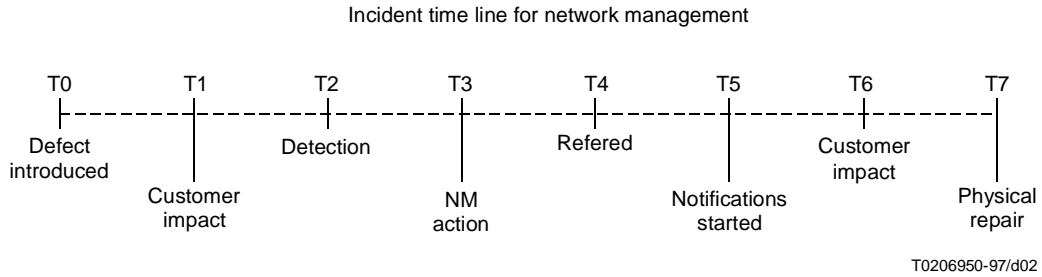 Incident time line for network management
T0 T1 T2 T3 T4 T5 T6 T7
Defect
introduced
Customer
impact
Detection
NM
action
Refered
Notifications
started
Customer
impact
Physical
repair
T0206950-97/d02